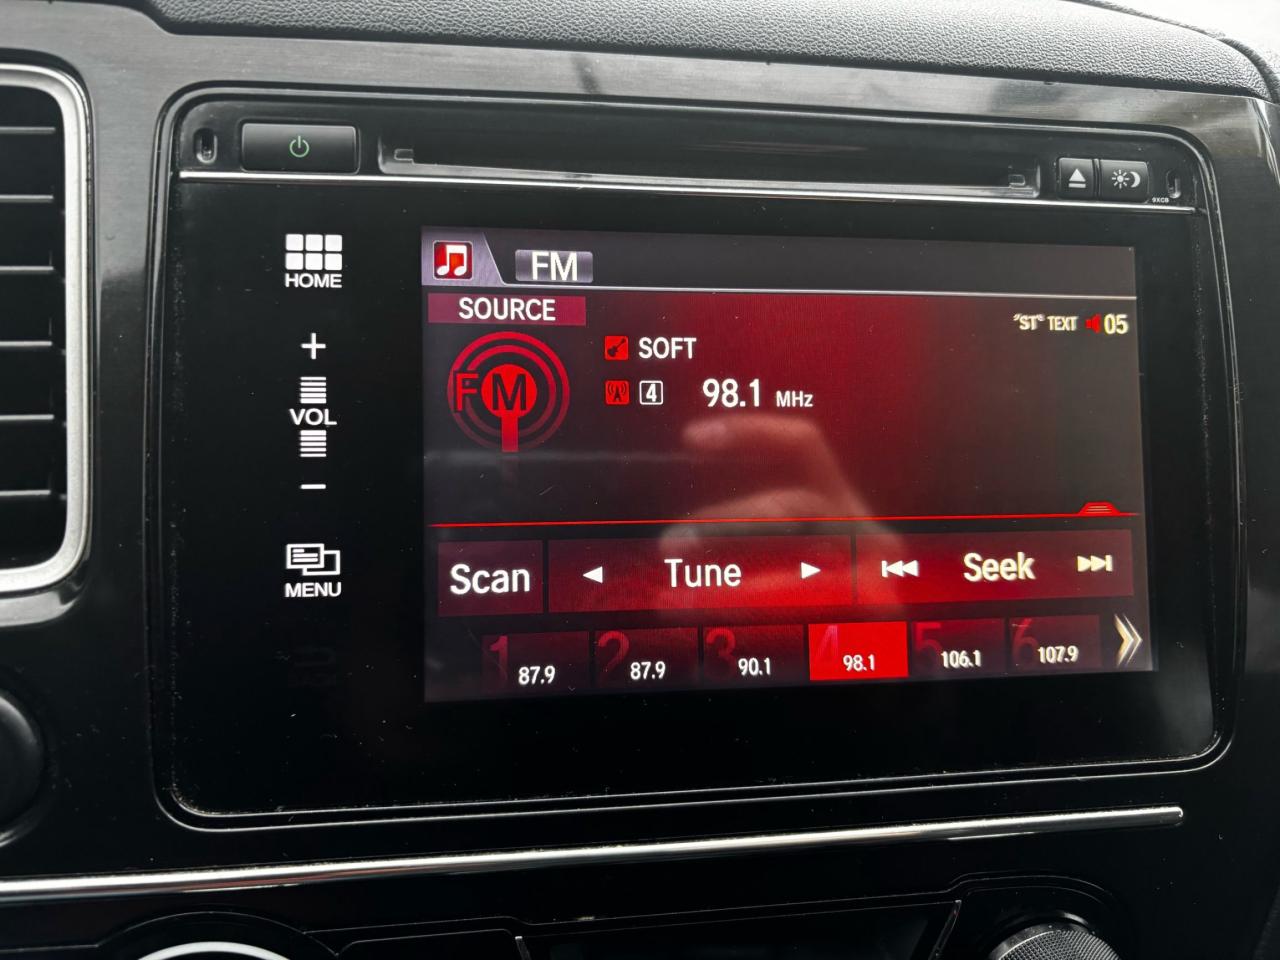 9XCB
HOME
FM
SOURCE
"ST" TEXT 05
FM
SOFT
+
4 98.1 MHz
VOL
−
Scan Tune Seek
MENU
1 87.9 2 87.9 3 90.1 4 98.1 5 106.1 6 107.9